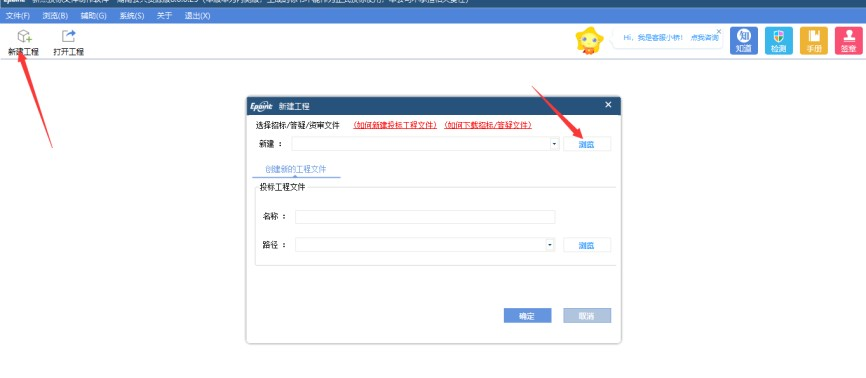 文件(F) 浏览(B) 辅助(G) 系统(S) 关于 退出(X)
新建工程 打开工程
Hi，我是客服小桥！ 点我咨询
知
知道 检测 手册 签章
Epoint 新建工程
选择招标/答疑/资审文件 (如何新建投标工程文件) (如何下载招标/答疑文件)
新建： 浏览
创建新的工程文件
投标工程文件
名称：
路径： 浏览
确定 取消